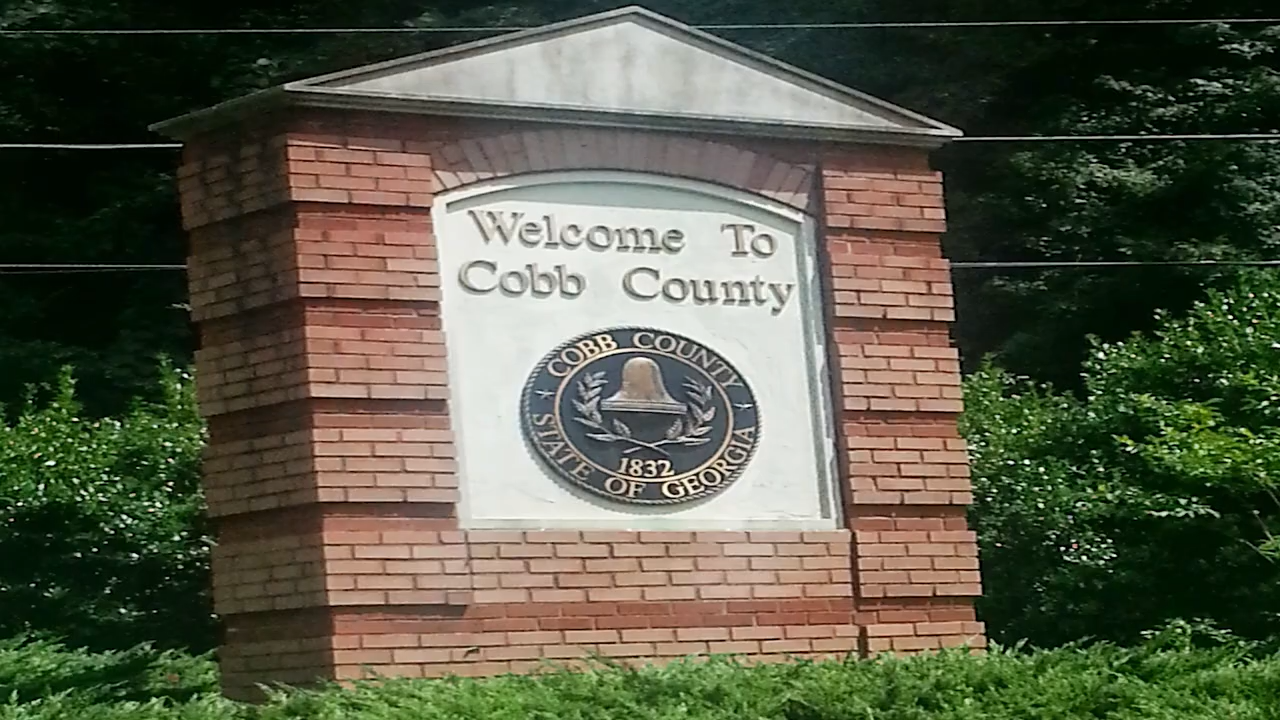 Welcome To
Cobb County
COBB COUNTY
1832
STATE OF GEORGIA